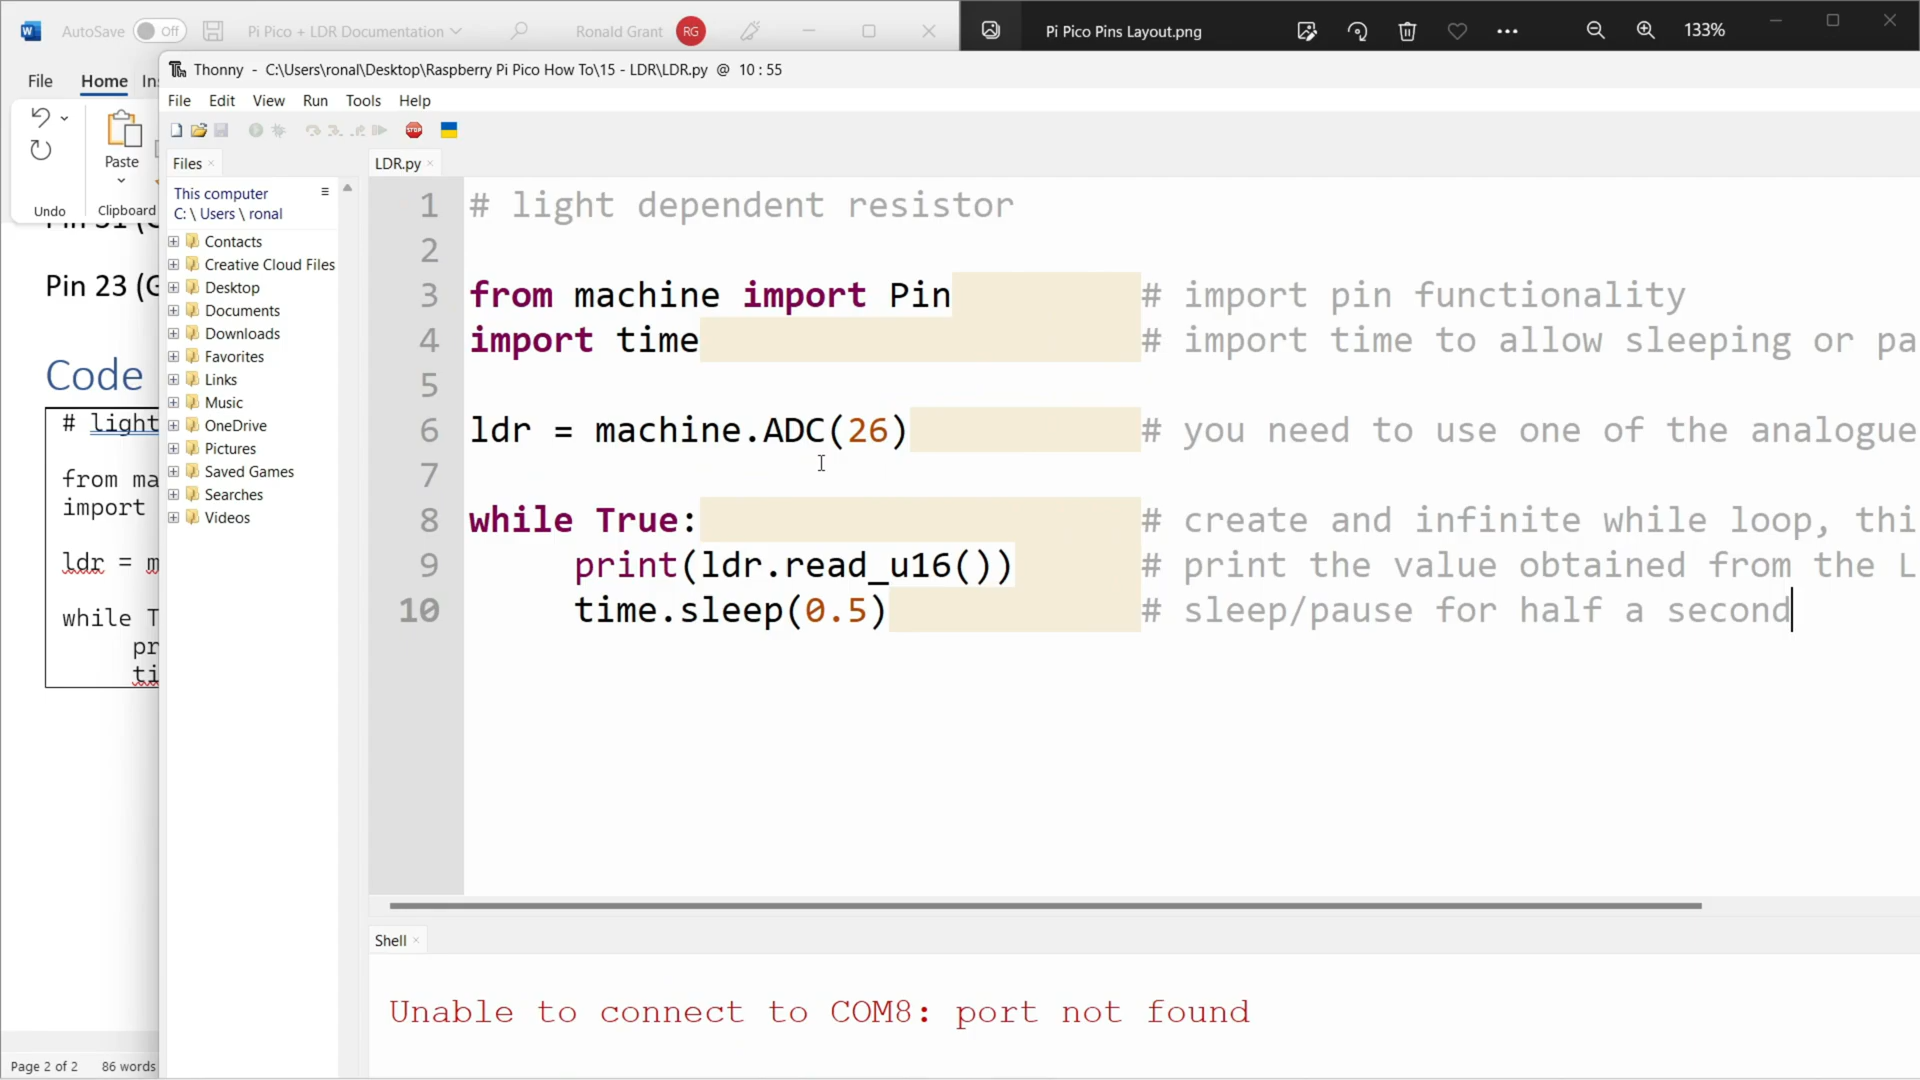 AutoSave Off Pi Pico + LDR Documentation Ronald Grant RG
Pi Pico Pins Layout.png 133%
File Home In
Undo
Paste
Clipboard
Pin 23 (G
Code
# light
from ma
import
ldr = m
while T
pr
ti
Page 2 of 2 86 words
Thonny - C:\Users\ronal\Desktop\Raspberry Pi Pico How To\15 - LDR\LDR.py @ 10 : 55
File Edit View Run Tools Help
STOP
Files
This computer
C: \ Users \ ronal
Contacts
Creative Cloud Files
Desktop
Documents
Downloads
Favorites
Links
Music
OneDrive
Pictures
Saved Games
Searches
Videos
LDR.py
1 # light dependent resistor
2
3 from machine import Pin # import pin functionality
4 import time # import time to allow sleeping or pa
5
6 ldr = machine.ADC(26) # you need to use one of the analogue
7
8 while True: # create and infinite while loop, thi
9 print(ldr.read_u16()) # print the value obtained from the L
10 time.sleep(0.5) # sleep/pause for half a second
Shell
Unable to connect to COM8: port not found